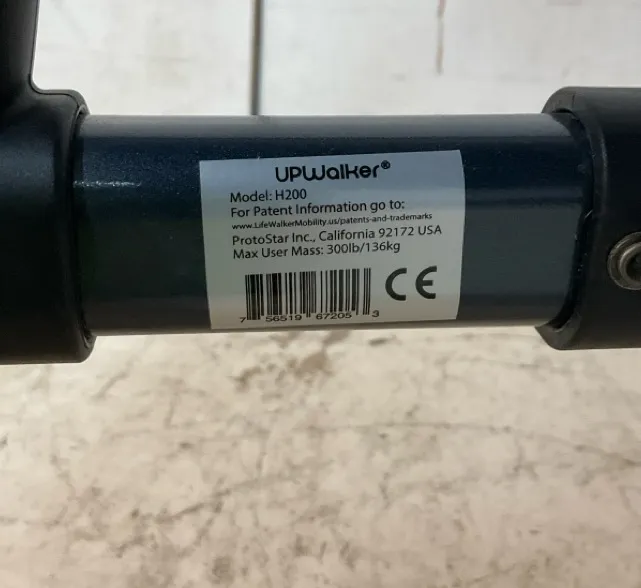 UPWalker®
Model: H200
For Patent Information go to:
www.LifeWalkerMobility.us/patents-and-trademarks
ProtoStar Inc., California 92172 USA
Max User Mass: 300lb/136kg
CE
7 56519 67205 3